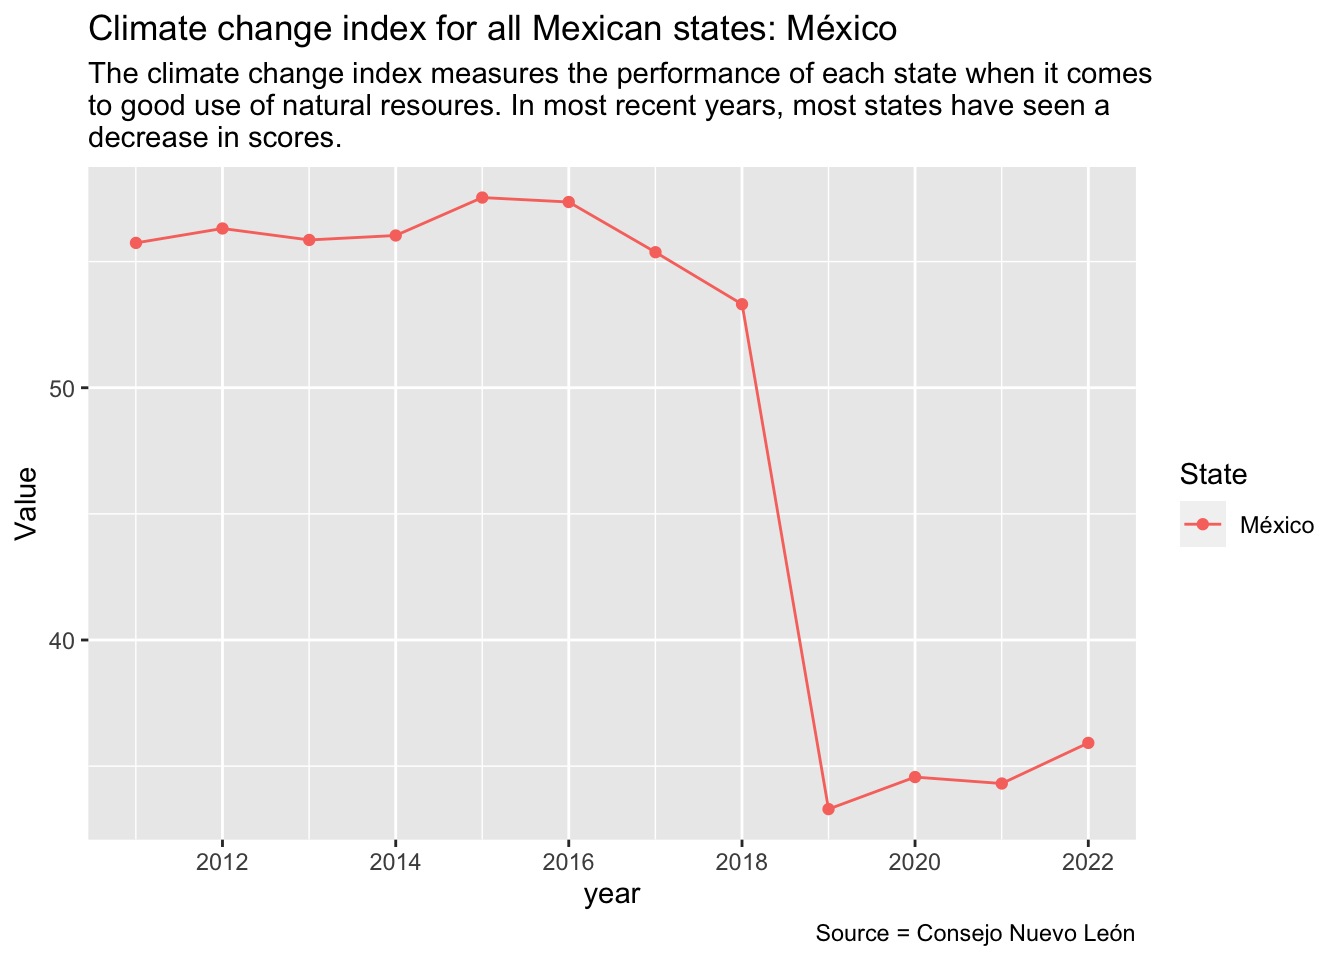 Climate change index for all Mexican states: México
The climate change index measures the performance of each state when it comes
to good use of natural resoures. In most recent years, most states have seen a
decrease in scores.
50
40
Value
2012 2014 2016 2018 2020 2022
year
State
México
Source = Consejo Nuevo León